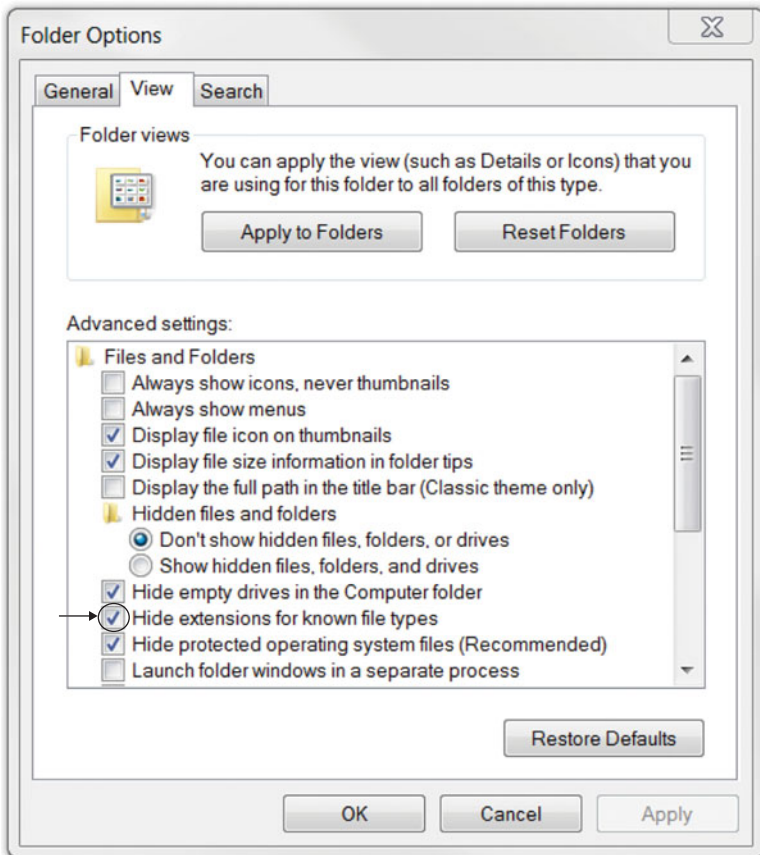 Folder Options
General View Search
Folder views
You can apply the view (such as Details or Icons) that you
are using for this folder to all folders of this type.
Apply to Folders Reset Folders
Advanced settings:
Files and Folders
Always show icons, never thumbnails
Always show menus
Display file icon on thumbnails
Display file size information in folder tips
Display the full path in the title bar (Classic theme only)
Hidden files and folders
Don't show hidden files, folders, or drives
Show hidden files, folders, and drives
Hide empty drives in the Computer folder
Hide extensions for known file types
Hide protected operating system files (Recommended)
Launch folder windows in a separate process
Restore Defaults
OK Cancel Apply